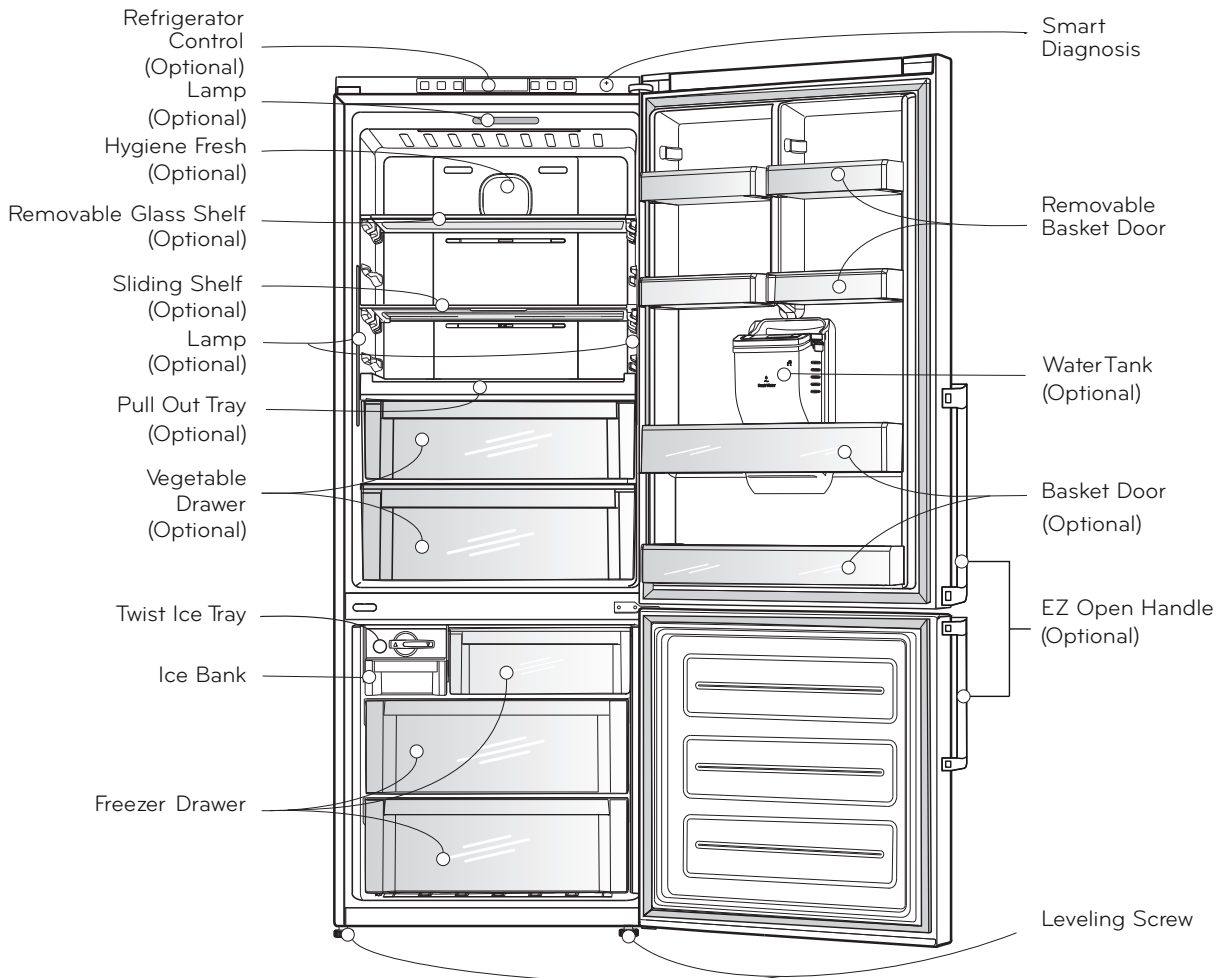 Refrigerator
Control
(Optional)
Lamp
(Optional)
Hygiene Fresh
(Optional)
Removable Glass Shelf
(Optional)
Sliding Shelf
(Optional)
Lamp
(Optional)
Pull Out Tray
(Optional)
Vegetable
Drawer
(Optional)
Twist Ice Tray
Ice Bank
Freezer Drawer
Smart
Diagnosis
Removable
Basket Door
Water Tank
(Optional)
Basket Door
(Optional)
EZ Open Handle
(Optional)
Leveling Screw